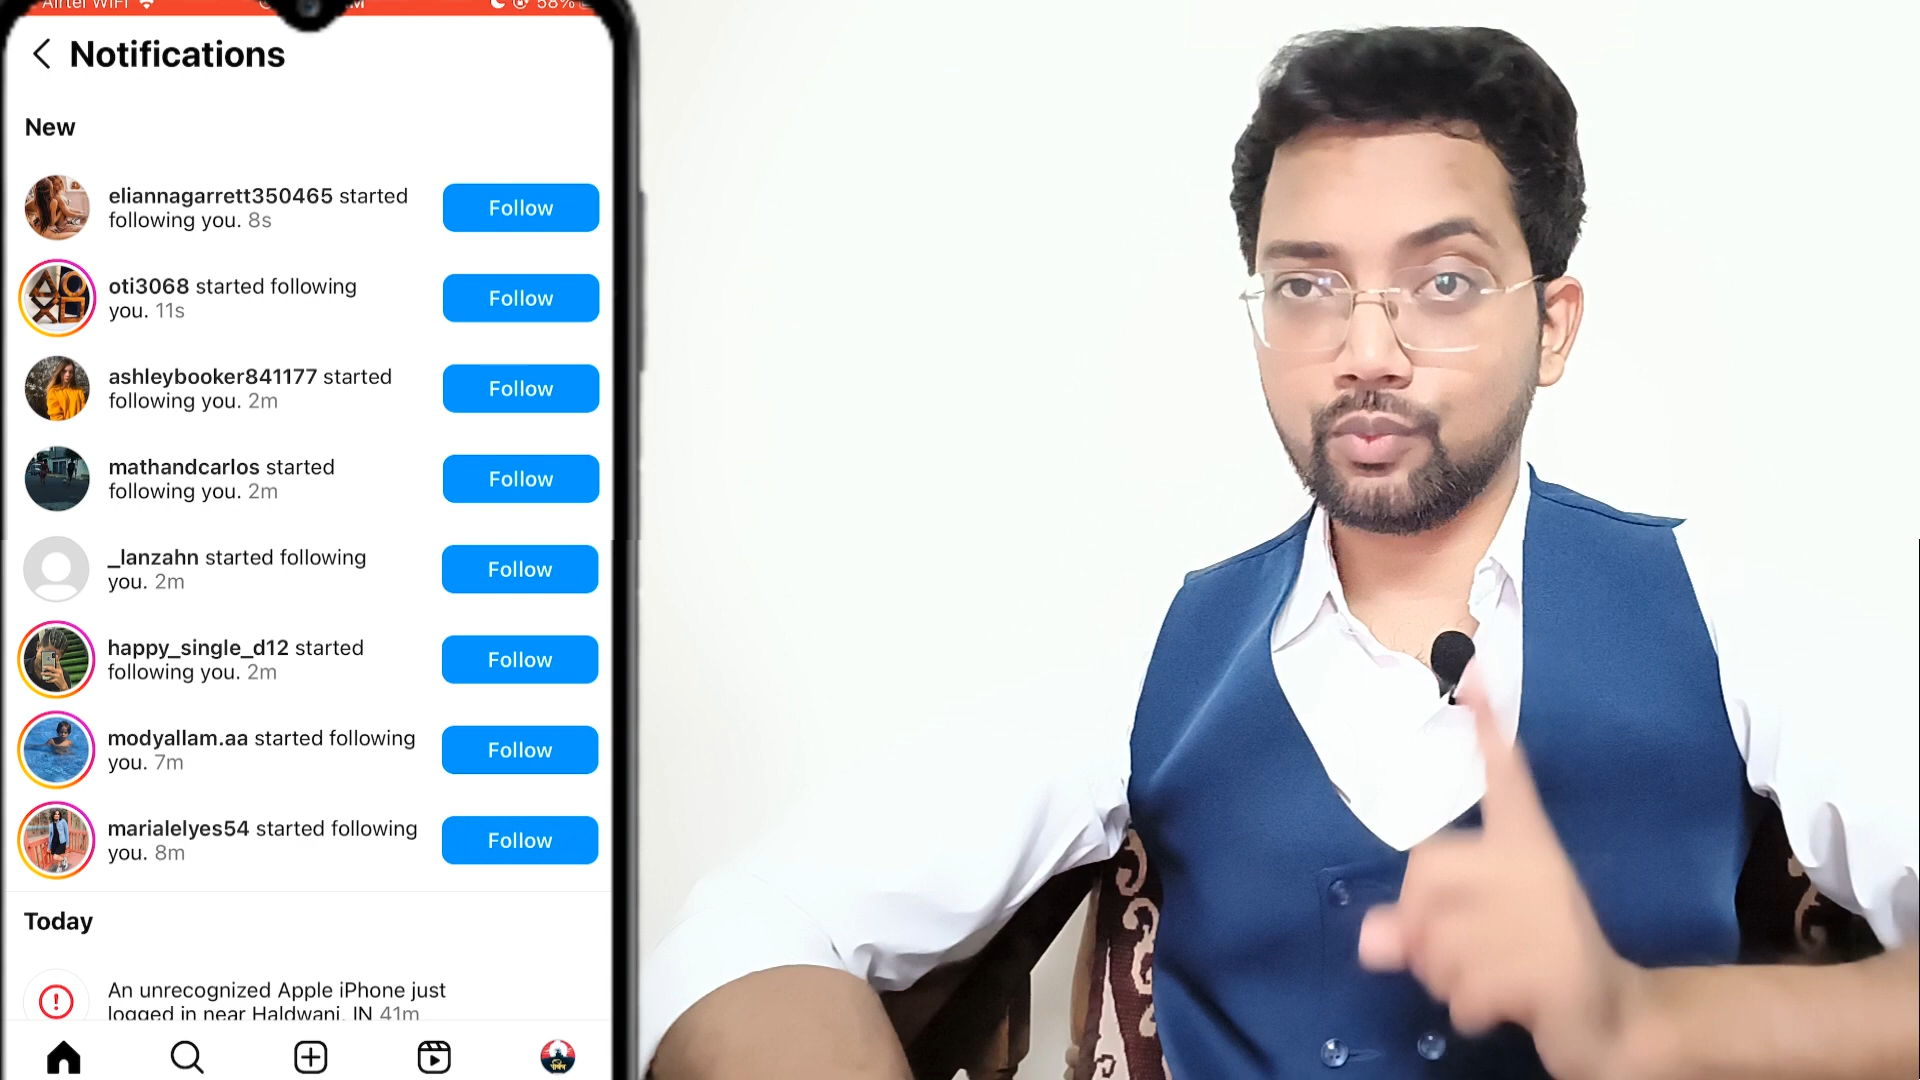 Airtel WiFi
58%
Notifications
New
eliannagarrett350465 started
following you. 8s
Follow
oti3068 started following
you. 11s
Follow
ashleybooker841177 started
following you. 2m
Follow
mathandcarlos started
following you. 2m
Follow
_lanzahn started following
you. 2m
Follow
happy_single_d12 started
following you. 2m
Follow
modyallam.aa started following
you. 7m
Follow
marialelyes54 started following
you. 8m
Follow
Today
An unrecognized Apple iPhone just
logged in near Haldwani, IN 41m